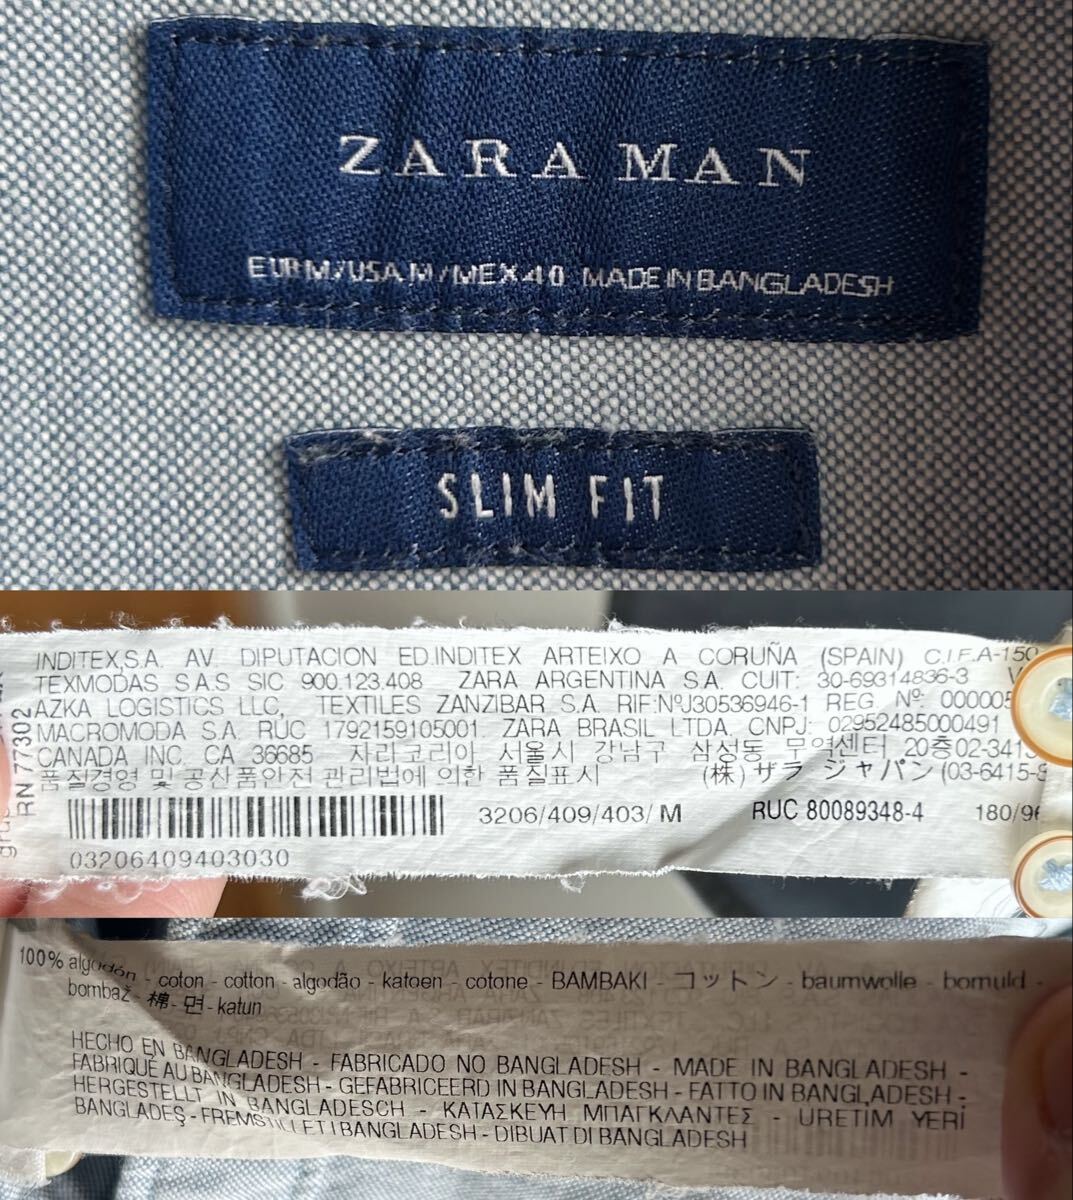 ZARA MAN
EUR M/USA M/MEX 40 MADE IN BANGLADESH
SLIM FIT
INDITEX,S.A. AV. DIPUTACION ED.INDITEX ARTEIXO A CORUÑA (SPAIN) C.I.F.A-150
TEXMODAS S.A.S SIC 900.123.408 ZARA ARGENTINA S.A. CUIT: 30-69314836-3
AZKA LOGISTICS LLC, TEXTILES ZANZIBAR S.A. RIF:NºJ30536946-1 REG. Nº: 000005
MACROMODA S.A. RUC 1792159105001 ZARA BRASIL LTDA. CNPJ: 02952485000491
CANADA INC. CA 36685 자라코리아 서울시 강남구 삼성동 무역센터 20층02-341
품질경영 및 공산품안전 관리법에 의한 품질표시 (株)ザラ ジャパン(03-6415-8
RN 77302
3206/409/403/ M RUC 80089348-4 180/96
03206409403030
100% algodón - coton - cotton - algodão - katoen - cotone - BAMBAKI - コットン - baumwolle - bomuld -
bombaž - 棉 - 면 - katun
HECHO EN BANGLADESH - FABRICADO NO BANGLADESH - MADE IN BANGLADESH -
FABRIQUÉ AU BANGLADESH - GEFABRICEERD IN BANGLADESH - FATTO IN BANGLADESH -
HERGESTELLT IN BANGLADESCH - ΚΑΤΑΣΚΕΥΗ ΜΠΑΓΚΛΑΝΤΕΣ - URETIM YERİ
BANGLADEŞ - FREMSTILLET I BANGLADESH - DIBUAT DI BANGLADESH